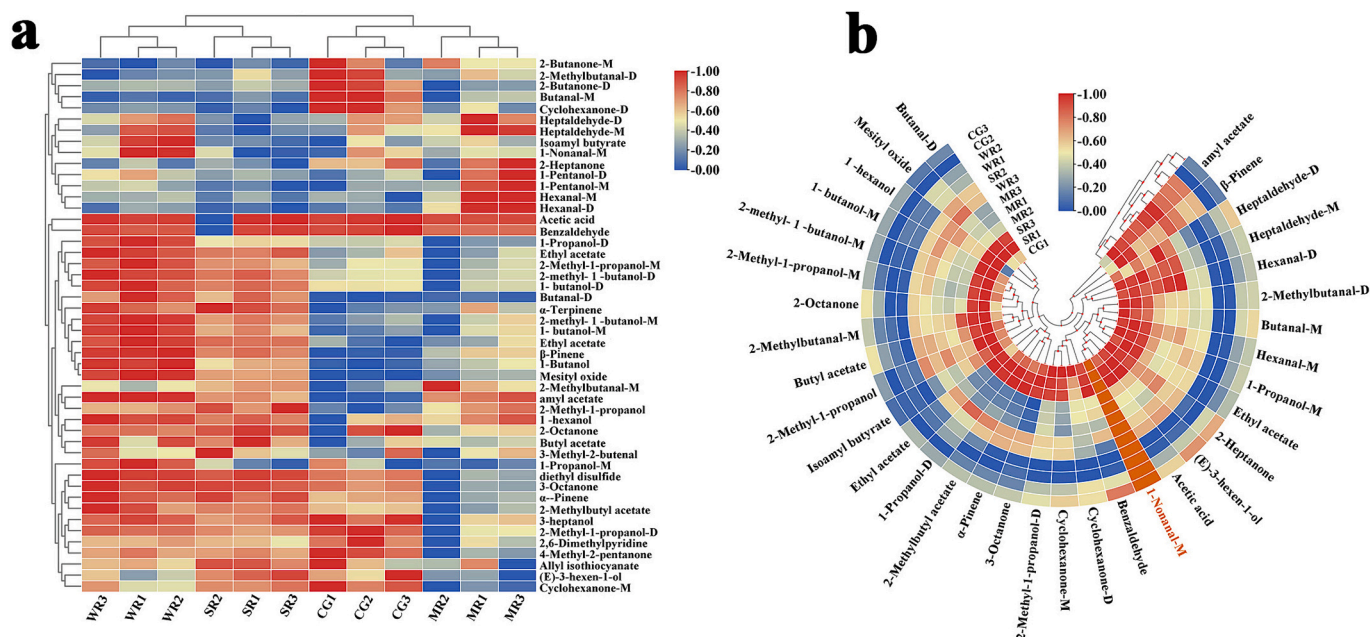 a
2-Butanone-M
2-Methylbutanal-D
2-Butanone-D
Butanal-M
Cyclohexanone-D
Heptaldehyde-D
Heptaldehyde-M
Isoamyl butyrate
1-Nonanal-M
2-Heptanone
1-Pentanol-D
1-Pentanol-M
Hexanal-M
Hexanal-D
Acetic acid
Benzaldehyde
1-Propanol-D
Ethyl acetate
2-Methyl-1-propanol-M
2-methyl- 1 -butanol-D
1- butanol-D
Butanal-D
α-Terpinene
2-methyl- 1 -butanol-M
1- butanol-M
Ethyl acetate
β-Pinene
1-Butanol
Mesityl oxide
2-Methylbutanal-M
amyl acetate
2-Methyl-1-propanol
1 -hexanol
2-Octanone
Butyl acetate
3-Methyl-2-butenal
1-Propanol-M
diethyl disulfide
3-Octanone
α--Pinene
2-Methylbutyl acetate
3-heptanol
2-Methyl-1-propanol-D
2,6-Dimethylpyridine
4-Methyl-2-pentanone
Allyl isothiocyanate
(E)-3-hexen-1-ol
Cyclohexanone-M
WR3 WR1 WR2 SR2 SR1 SR3 CG1 CG2 CG3 MR2 MR1 MR3
-1.00
-0.80
-0.60
-0.40
-0.20
-0.00
b
-1.00
-0.80
-0.60
-0.40
-0.20
-0.00
CG3
CG2
WR2
WR1
SR2
WR3
MR3
MR1
MR2
SR3
SR1
CG1
amyl acetate
β-Pinene
Heptaldehyde-D
Heptaldehyde-M
Hexanal-D
2-Methylbutanal-D
Butanal-M
Hexanal-M
1-Propanol-M
Ethyl acetate
2-Heptanone
(E)-3-hexen-1-ol
Acetic acid
1-Nonanal-M
Benzaldehyde
Cyclohexanone-D
Cyclohexanone-M
2-Methyl-1-propanol-D
3-Octanone
α-Pinene
2-Methylbutyl acetate
1-Propanol-D
Ethyl acetate
Isoamyl butyrate
2-Methyl-1-propanol
Butyl acetate
2-Methylbutanal-M
2-Octanone
2-Methyl-1-propanol-M
2-methyl -1 -butanol-M
1- butanol-M
1 -hexanol
Mesityl oxide
Butanal-D